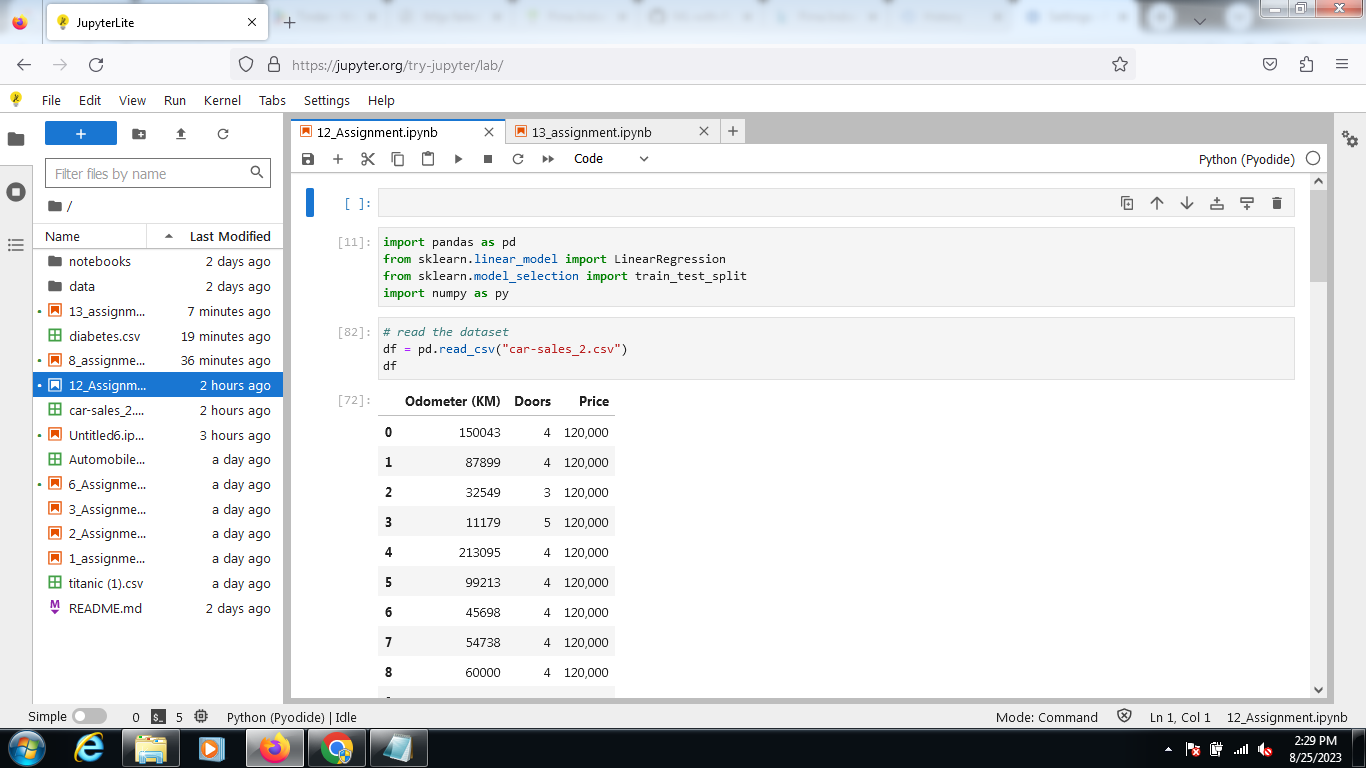 JupyterLite
https://jupyter.org/try-jupyter/lab/
File Edit View Run Kernel Tabs Settings Help
12_Assignment.ipynb
13_assignment.ipynb
Code
Python (Pyodide)
Filter files by name
/
Name Last Modified
notebooks 2 days ago
data 2 days ago
13_assignm... 7 minutes ago
diabetes.csv 19 minutes ago
8_assignme... 36 minutes ago
12_Assignm... 2 hours ago
car-sales_2.... 2 hours ago
Untitled6.ip... 3 hours ago
Automobile... a day ago
6_Assignme... a day ago
3_Assignme... a day ago
2_Assignme... a day ago
1_assignme... a day ago
titanic (1).csv a day ago
README.md 2 days ago
[ ]:
[11]: import pandas as pd
from sklearn.linear_model import LinearRegression
from sklearn.model_selection import train_test_split
import numpy as py
[82]: # read the dataset
df = pd.read_csv("car-sales_2.csv")
df
[72]: Odometer (KM) Doors Price
0 150043 4 120,000
1 87899 4 120,000
2 32549 3 120,000
3 11179 5 120,000
4 213095 4 120,000
5 99213 4 120,000
6 45698 4 120,000
7 54738 4 120,000
8 60000 4 120,000
Simple 0 5 Python (Pyodide) | Idle Mode: Command Ln 1, Col 1 12_Assignment.ipynb
2:29 PM
8/25/2023